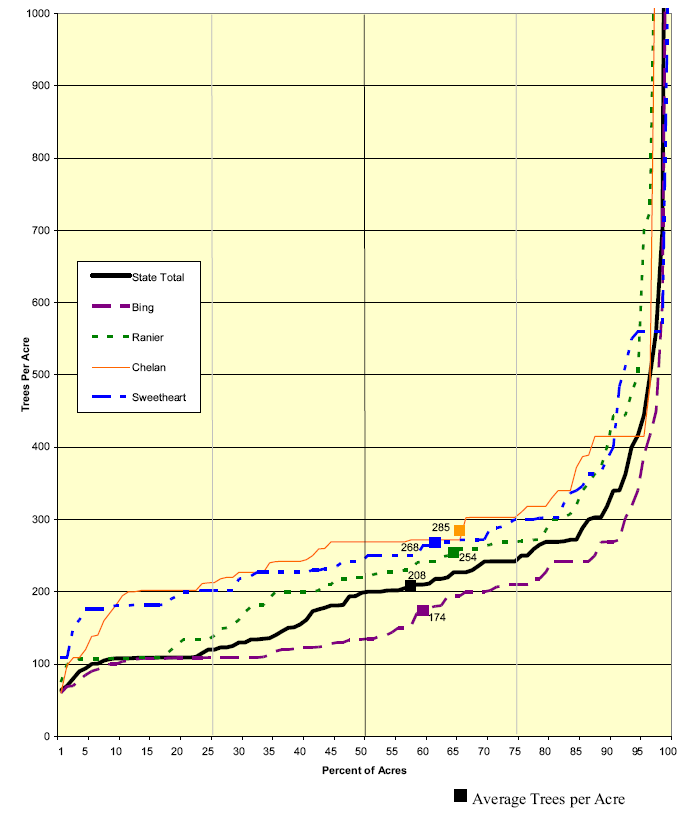 1000
900
800
700
600
500
400
300
200
100
0
Trees Per Acre
State Total
Bing
Ranier
Chelan
Sweetheart
285
268
254
208
174
1 5 10 15 20 25 30 35 40 45 50 55 60 65 70 75 80 85 90 95 100
Percent of Acres
Average Trees per Acre